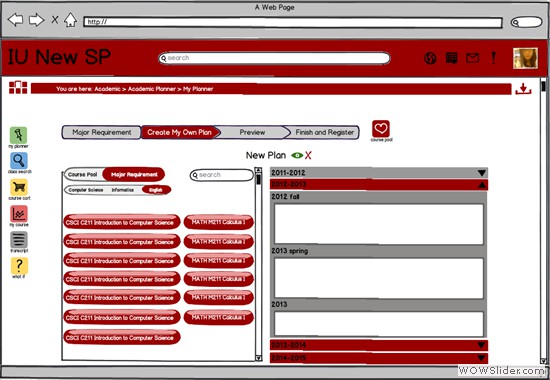 A Web Page
http://
IU New SP
search
You are here: Academic > Academic Planner > My Planner
Major Requirement
Create My Own Plan
Preview
Finish and Register
course pool
my planner
class search
course cart
my course
transcript
what if
New Plan X
Course Pool
Major Requirement
search
Computer Science
Informatics
English
CSCI C211 Introduction to Computer Science
MATH M211 Calculus I
CSCI C211 Introduction to Computer Science
MATH M211 Calculus I
CSCI C211 Introduction to Computer Science
MATH M211 Calculus I
CSCI C211 Introduction to Computer Science
MATH M211 Calculus I
CSCI C211 Introduction to Computer Science
MATH M211 Calculus I
CSCI C211 Introduction to Computer Science
MATH M211 Calculus I
CSCI C211 Introduction to Computer Science
2011-2012
2012-2013
2012 fall
2013 spring
2013
2013-2014
2014-2015
WOWSlider.com